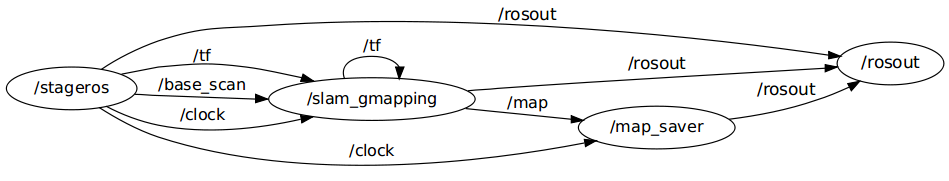 /rosout
/tf
/tf
/rosout
/rosout
/stageros
/base_scan
/rosout
/slam_gmapping
/map
/clock
/map_saver
/clock